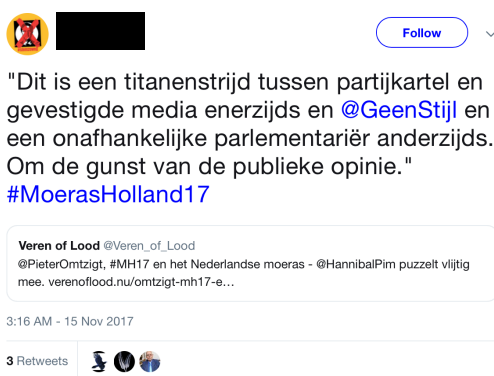 Follow
"Dit is een titanenstrijd tussen partijkartel en
gevestigde media enerzijds en @GeenStijl en
een onafhankelijke parlementariër anderzijds.
Om de gunst van de publieke opinie."
#MoerasHolland17
Veren of Lood @Veren_of_Lood
@PieterOmtzigt, #MH17 en het Nederlandse moeras - @HannibalPim puzzelt vlijtig
mee. verenoflood.nu/omtzigt-mh17-e…
3:16 AM - 15 Nov 2017
3 Retweets